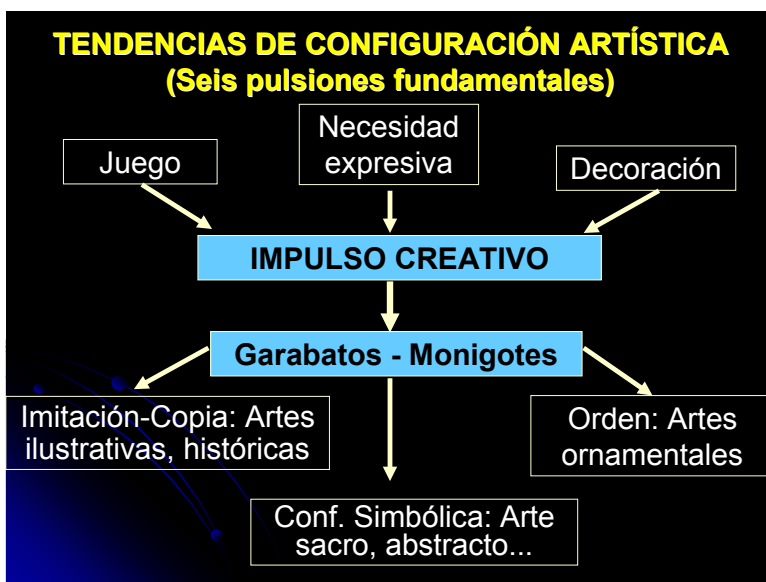 TENDENCIAS DE CONFIGURACIÓN ARTÍSTICA
(Seis pulsiones fundamentales)
Juego
Necesidad
expresiva
Decoración
IMPULSO CREATIVO
Garabatos - Monigotes
Imitación-Copia: Artes
ilustrativas, históricas
Orden: Artes
ornamentales
Conf. Simbólica: Arte
sacro, abstracto...